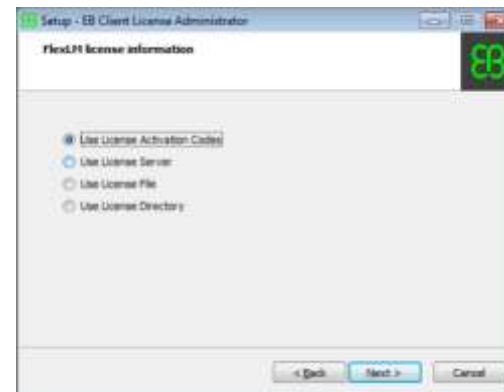 Setup - EB Client License Administrator
FlexLM license information
EB
Use License Activation Codes
Use License Server
Use License File
Use License Directory
< Back
Next >
Cancel